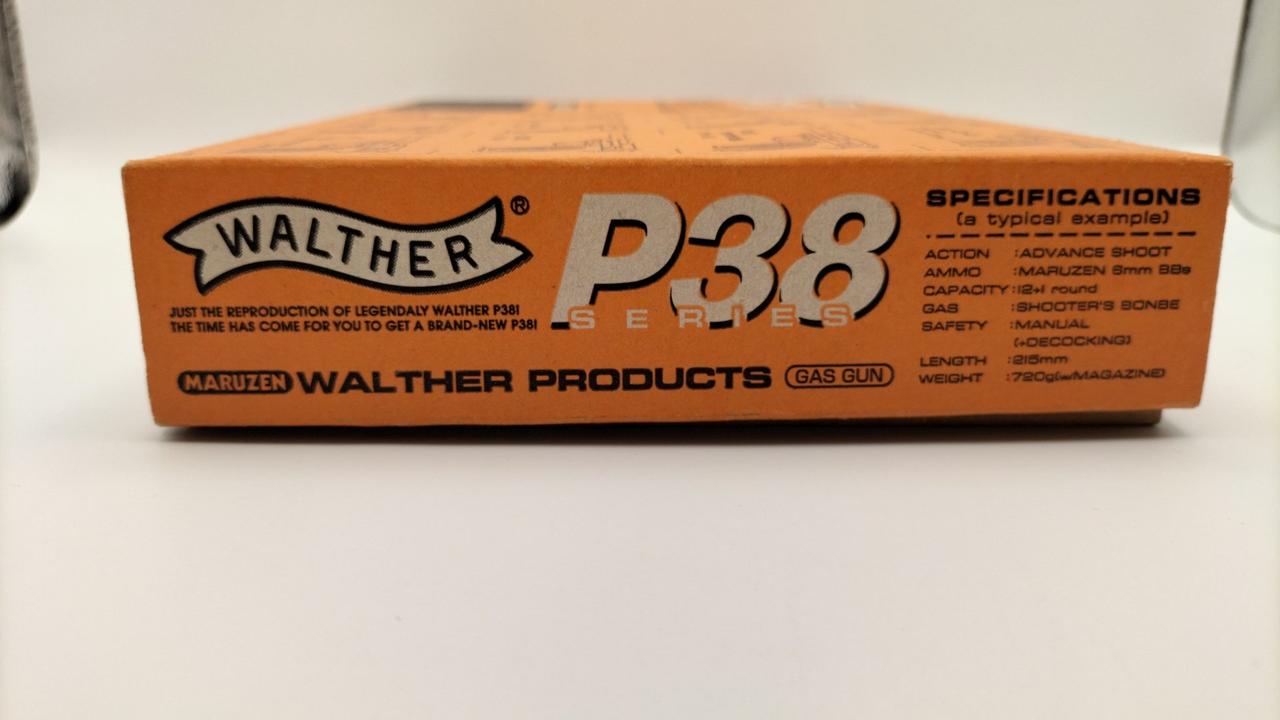 WALTHER ®
JUST THE REPRODUCTION OF LEGENDALY WALTHER P38!
THE TIME HAS COME FOR YOU TO GET A BRAND-NEW P38!
P38
SERIES
MARUZEN WALTHER PRODUCTS GAS GUN
SPECIFICATIONS
(a typical example)
ACTION :ADVANCE SHOOT
AMMO :MARUZEN 6mm BBs
CAPACITY :12+1 round
GAS :SHOOTER'S BONBE
SAFETY :MANUAL
(+DECOCKING)
LENGTH :215mm
WEIGHT :720g(w/MAGAZINE)